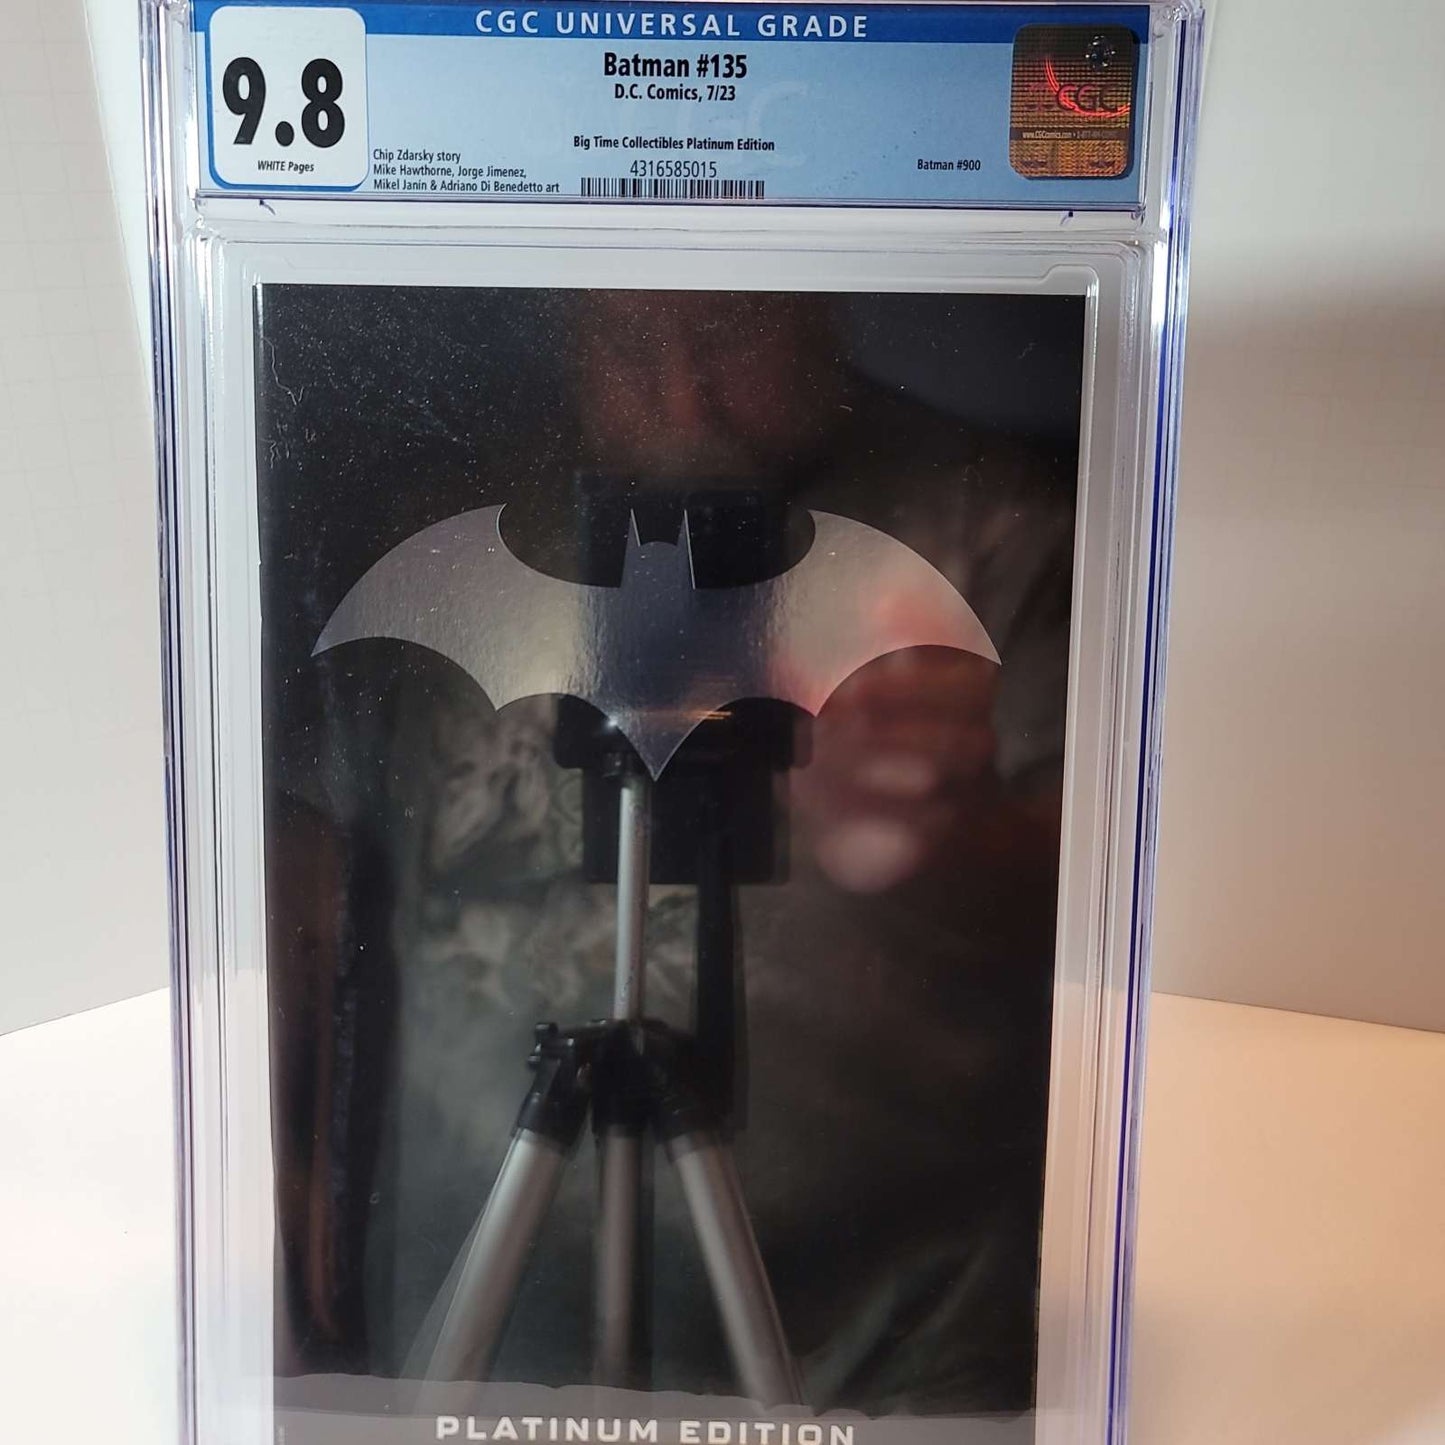 CGC UNIVERSAL GRADE
9.8
WHITE Pages
Batman #135
D.C. Comics, 7/23
Big Time Collectibles Platinum Edition
4316585015
Chip Zdarsky story
Mike Hawthorne, Jorge Jimenez,
Mikel Janín & Adriano Di Benedetto art
Batman #900
CGC
PLATINUM EDITION